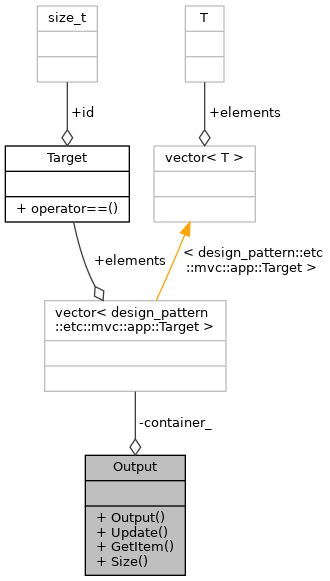 size_t
T
+id
+elements
Target
+ operator==()
vector< T >
+elements
< design_pattern::etc
::mvc::app::Target >
vector< design_pattern
::etc::mvc::app::Target >
-container_
Output
+ Output()
+ Update()
+ GetItem()
+ Size()